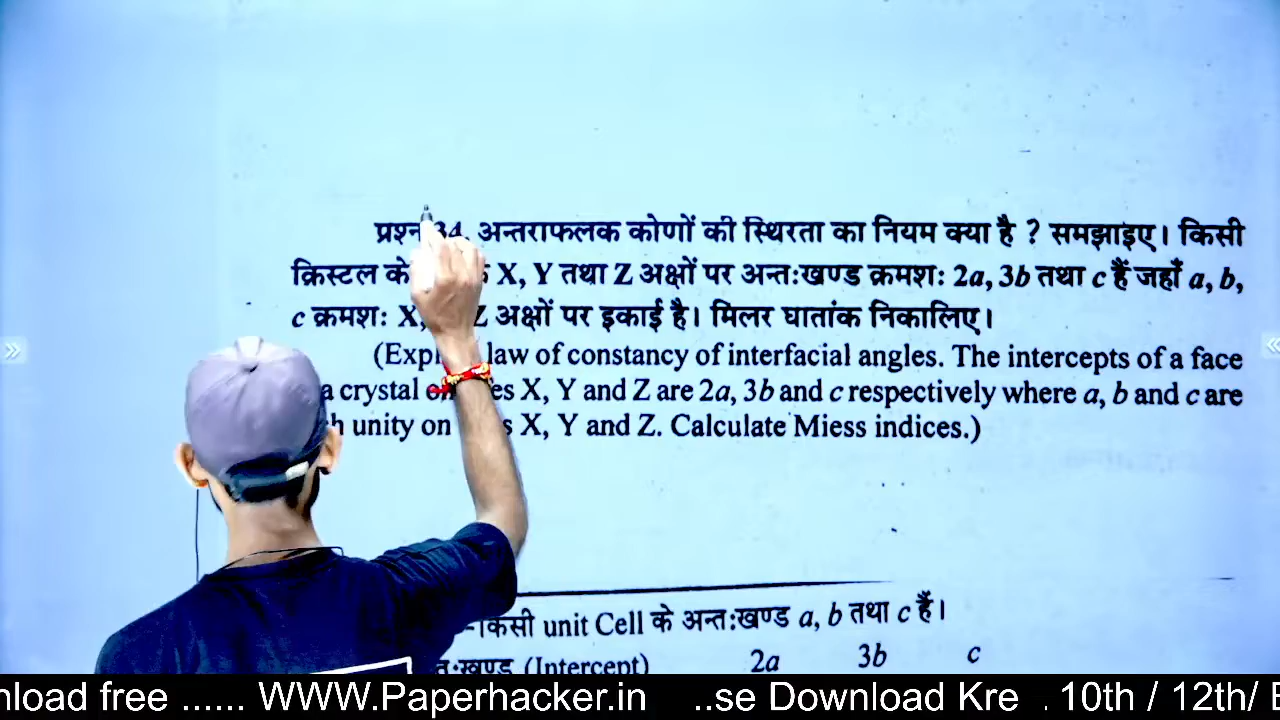 प्रश्न 34. अन्तराफलक कोणों की स्थिरता का नियम क्या है ? समझाइए। किसी
क्रिस्टल के X, Y तथा Z अक्षों पर अन्तःखण्ड क्रमशः 2a, 3b तथा c हैं जहाँ a, b,
c क्रमशः X, Z अक्षों पर इकाई है। मिलर घातांक निकालिए।
(Expl law of constancy of interfacial angles. The intercepts of a face
a crystal on es X, Y and Z are 2a, 3b and c respectively where a, b and c are
h unity on s X, Y and Z. Calculate Miess indices.)
किसी unit Cell के अन्तःखण्ड a, b तथा c हैं।
(Intercept) 2a 3b c
nload free ...... WWW.Paperhacker.in ..se Download Kre . 10th / 12th/